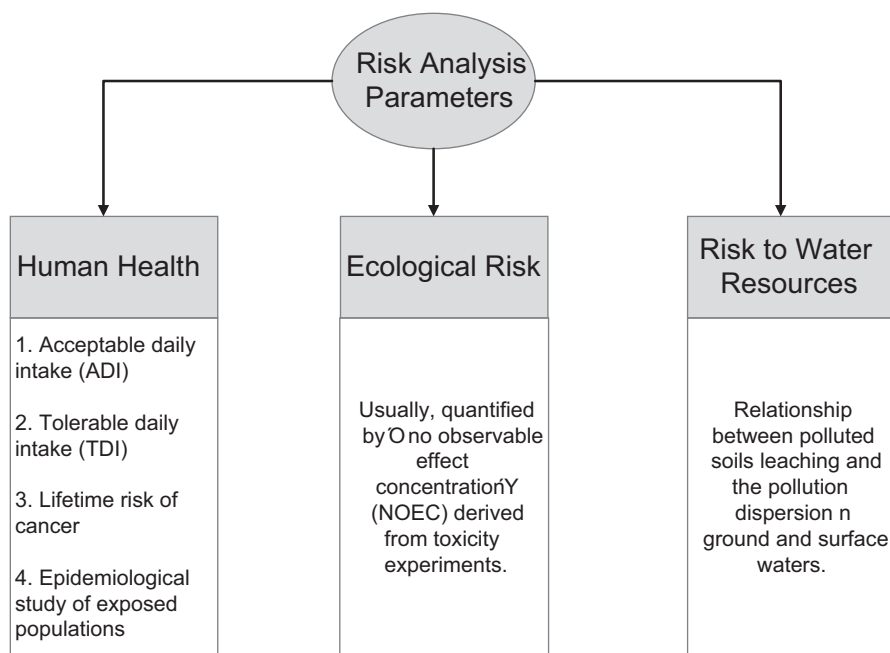 Risk Analysis
Parameters
Human Health
1. Acceptable daily
intake (ADI)
2. Tolerable daily
intake (TDI)
3. Lifetime risk of
cancer
4. Epidemiological
study of exposed
populations
Ecological Risk
Usually, quantified
byÓ no observable
effect
concentrationŃY
(NOEC) derived
from toxicity
experiments.
Risk to Water
Resources
Relationship
between polluted
soils leaching and
the pollution
dispersion n
ground and surface
waters.